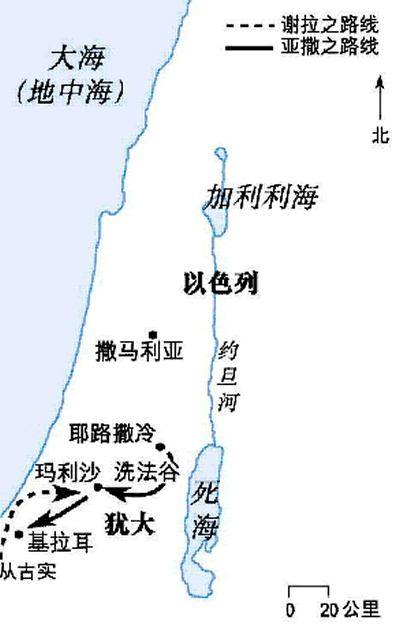 谢拉之路线
亚撒之路线
大海
(地中海)
北
加利利海
以色列
撒马利亚
约旦河
耶路撒冷
玛利沙 洗法谷
死海
犹大
基拉耳
从古实
0 20公里